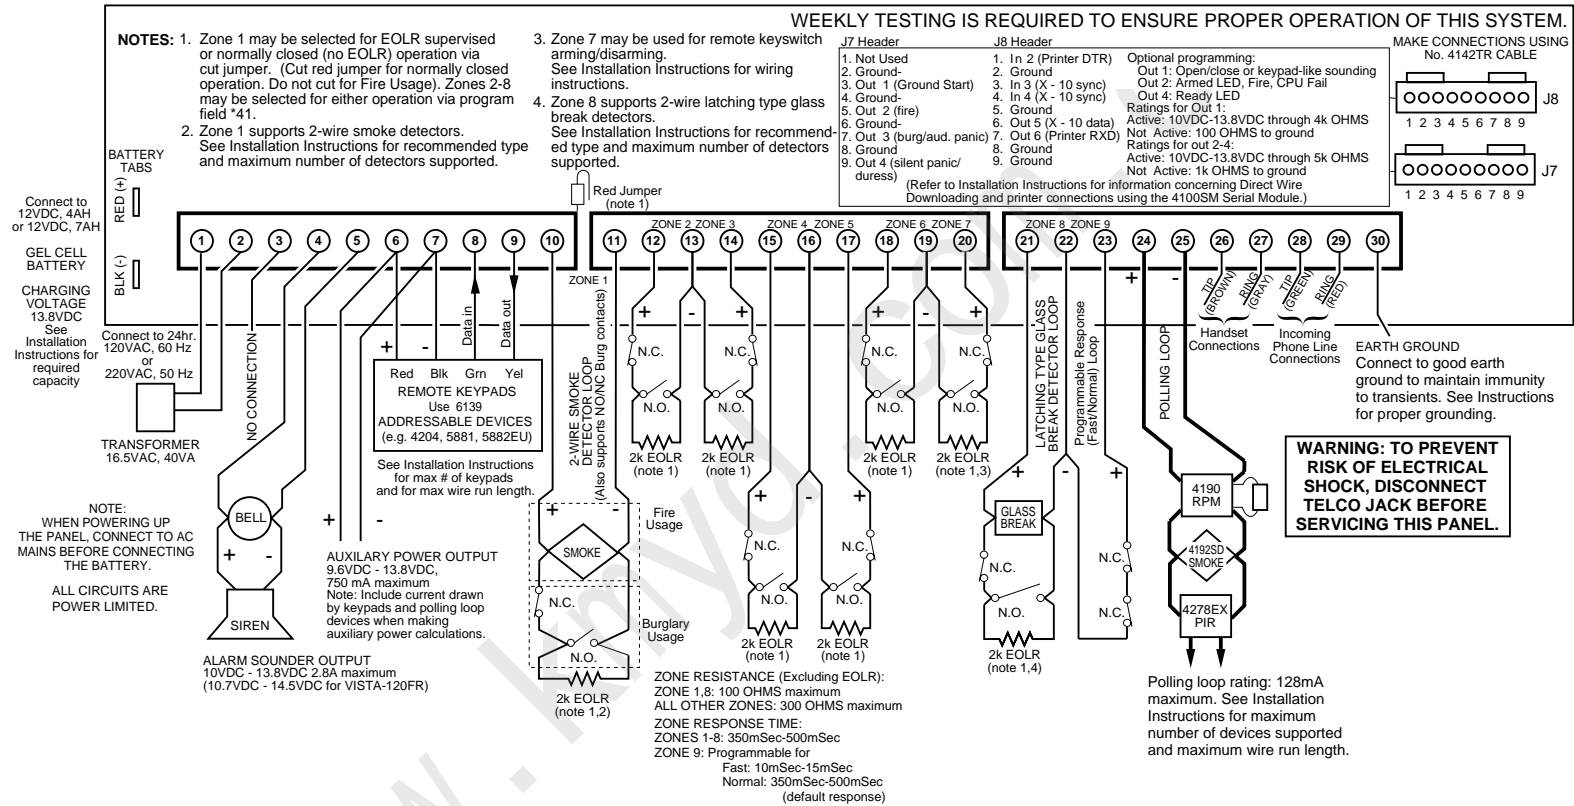 WEEKLY TESTING IS REQUIRED TO ENSURE PROPER OPERATION OF THIS SYSTEM.
NOTES: 1. Zone 1 may be selected for EOLR supervised
or normally closed (no EOLR) operation via
cut jumper. (Cut red jumper for normally closed
operation. Do not cut for Fire Usage). Zones 2-8
may be selected for either operation via program
field *41.
2. Zone 1 supports 2-wire smoke detectors.
See Installation Instructions for recommended type
and maximum number of detectors supported.
3. Zone 7 may be used for remote keyswitch
arming/disarming.
See Installation Instructions for wiring
instructions.
4. Zone 8 supports 2-wire latching type glass
break detectors.
See Installation Instructions for recommend-
ed type and maximum number of detectors
supported.
J7 Header
1. Not Used
2. Ground-
3. Out 1 (Ground Start)
4. Ground-
5. Out 2 (fire)
6. Ground-
7. Out 3 (burg/aud. panic)
8. Ground
9. Out 4 (silent panic/
duress)
J8 Header
1. In 2 (Printer DTR)
2. Ground
3. In 3 (X - 10 sync)
4. In 4 (X - 10 sync)
5. Ground
6. Out 5 (X - 10 data)
7. Out 6 (Printer RXD)
8. Ground
9. Ground
Optional programming:
Out 1: Open/close or keypad-like sounding
Out 2: Armed LED, Fire, CPU Fail
Out 4: Ready LED
Ratings for Out 1:
Active: 10VDC-13.8VDC through 4k OHMS
Not Active: 100 OHMS to ground
Ratings for out 2-4:
Active: 10VDC-13.8VDC through 5k OHMS
Not Active: 1k OHMS to ground
(Refer to Installation Instructions for information concerning Direct Wire
Downloading and printer connections using the 4100SM Serial Module.)
MAKE CONNECTIONS USING
No. 4142TR CABLE
J8
1 2 3 4 5 6 7 8 9
J7
1 2 3 4 5 6 7 8 9
BATTERY
TABS
RED (+)
BLK (-)
Connect to
12VDC, 4AH
or 12VDC, 7AH
GEL CELL
BATTERY
CHARGING
VOLTAGE
13.8VDC
See
Installation
Instructions for
required
capacity
Red Jumper
(note 1)
ZONE 2 ZONE 3
ZONE 4 ZONE 5
ZONE 6 ZONE 7
ZONE 8 ZONE 9
1 2 3 4 5 6 7 8 9 10 11 12 13 14 15 16 17 18 19 20 21 22 23 24 25 26 27 28 29 30
ZONE 1
Connect to 24hr.
120VAC, 60 Hz
or
220VAC, 50 Hz
TRANSFORMER
16.5VAC, 40VA
NO CONNECTION
Data in
Data out
+ -
Red Blk Grn Yel
REMOTE KEYPADS
Use 6139
ADDRESSABLE DEVICES
(e.g. 4204, 5881, 5882EU)
See Installation Instructions
for max # of keypads
and for max wire run length.
NOTE:
WHEN POWERING UP
THE PANEL, CONNECT TO AC
MAINS BEFORE CONNECTING
THE BATTERY.
ALL CIRCUITS ARE
POWER LIMITED.
BELL
+ -
SIREN
ALARM SOUNDER OUTPUT
10VDC - 13.8VDC 2.8A maximum
(10.7VDC - 14.5VDC for VISTA-120FR)
+ -
AUXILARY POWER OUTPUT
9.6VDC - 13.8VDC,
750 mA maximum
Note: Include current drawn
by keypads and polling loop
devices when making
auxiliary power calculations.
2-WIRE SMOKE
DETECTOR LOOP
(Also supports NO/NC Burg contacts)
+ -
SMOKE
Fire
Usage
N.C.
N.O.
Burglary
Usage
2k EOLR
(note 1,2)
+ - +
N.C. N.C.
N.O. N.O.
2k EOLR
(note 1)
2k EOLR
(note 1)
+ - +
N.C. N.C.
N.O. N.O.
2k EOLR
(note 1)
2k EOLR
(note 1)
+ - +
N.C. N.C.
N.O. N.O.
2k EOLR
(note 1)
2k EOLR
(note 1,3)
ZONE RESISTANCE (Excluding EOLR):
ZONE 1,8: 100 OHMS maximum
ALL OTHER ZONES: 300 OHMS maximum
ZONE RESPONSE TIME:
ZONES 1-8: 350mSec-500mSec
ZONE 9: Programmable for
Fast: 10mSec-15mSec
Normal: 350mSec-500mSec
(default response)
LATCHING TYPE GLASS
BREAK DETECTOR LOOP
Programmable Response
(Fast/Normal) Loop
+ - +
GLASS
BREAK
N.C.
N.O.
2k EOLR
(note 1,4)
N.C.
N.C.
+ -
POLLING LOOP
4190
RPM
4192SD
SMOKE
4278EX
PIR
Polling loop rating: 128mA
maximum. See Installation
Instructions for maximum
number of devices supported
and maximum wire run length.
TIP
(BROWN)
RING
(GRAY)
TIP
(GREEN)
RING
(RED)
Handset
Connections
Incoming
Phone Line
Connections
EARTH GROUND
Connect to good earth
ground to maintain immunity
to transients. See Instructions
for proper grounding.
WARNING: TO PREVENT
RISK OF ELECTRICAL
SHOCK, DISCONNECT
TELCO JACK BEFORE
SERVICING THIS PANEL.